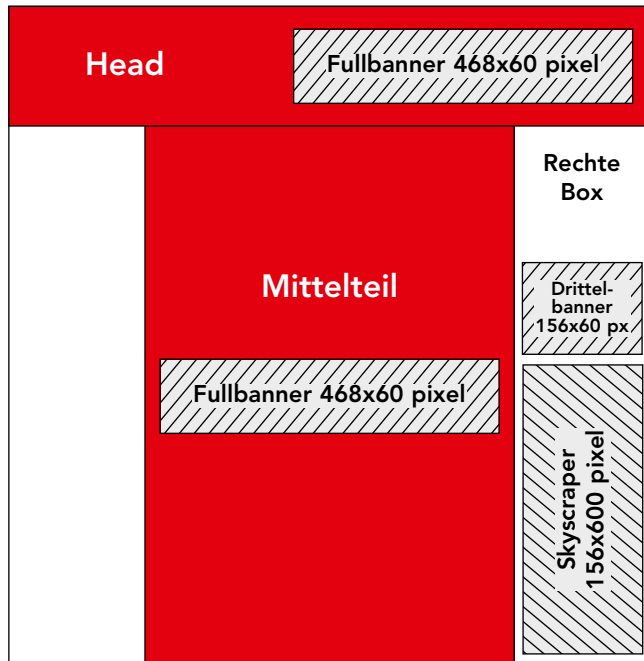 Head
Fullbanner 468x60 pixel
Rechte
Box
Mittelteil
Drittel-
banner
156x60 px
Fullbanner 468x60 pixel
Skyscraper
156x600 pixel